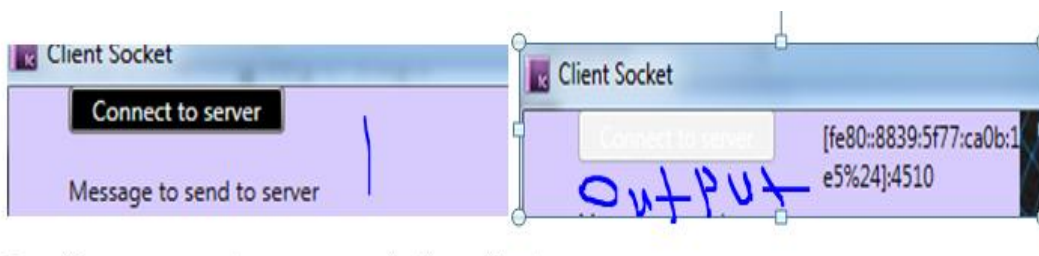 Client Socket
Connect to server
Message to send to server
Client Socket
Connect to server
[fe80::8839:5f77:ca0b:1
e5%24]:4510
Output